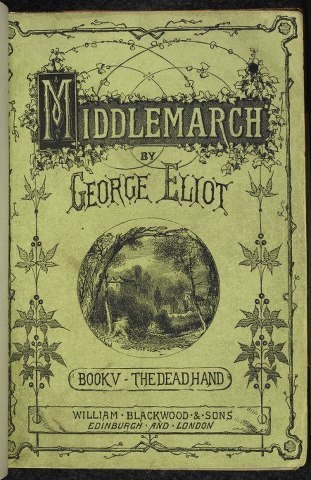 MIDDLEMARCH
BY
GEORGE ELIOT
BOOK V - THE DEAD HAND
WILLIAM · BLACKWOOD · & · SONS
EDINBURGH · AND · LONDON